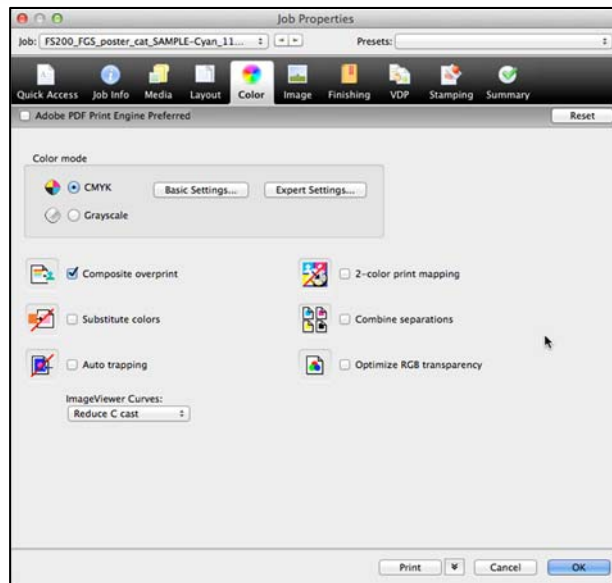 Job Properties
Job: FS200_FGS_poster_cat_SAMPLE-Cyan_11... Presets:
Quick Access Job Info Media Layout Color Image Finishing VDP Stamping Summary
Adobe PDF Print Engine Preferred Reset
Color mode
CMYK Basic Settings... Expert Settings...
Grayscale
Composite overprint 2-color print mapping
Substitute colors Combine separations
Auto trapping Optimize RGB transparency
ImageViewer Curves:
Reduce C cast
Print Cancel OK